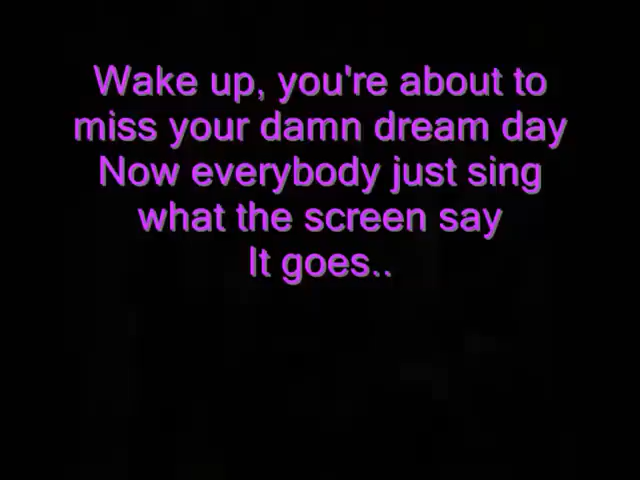 Wake up, you're about to
miss your damn dream day
Now everybody just sing
what the screen say
It goes..